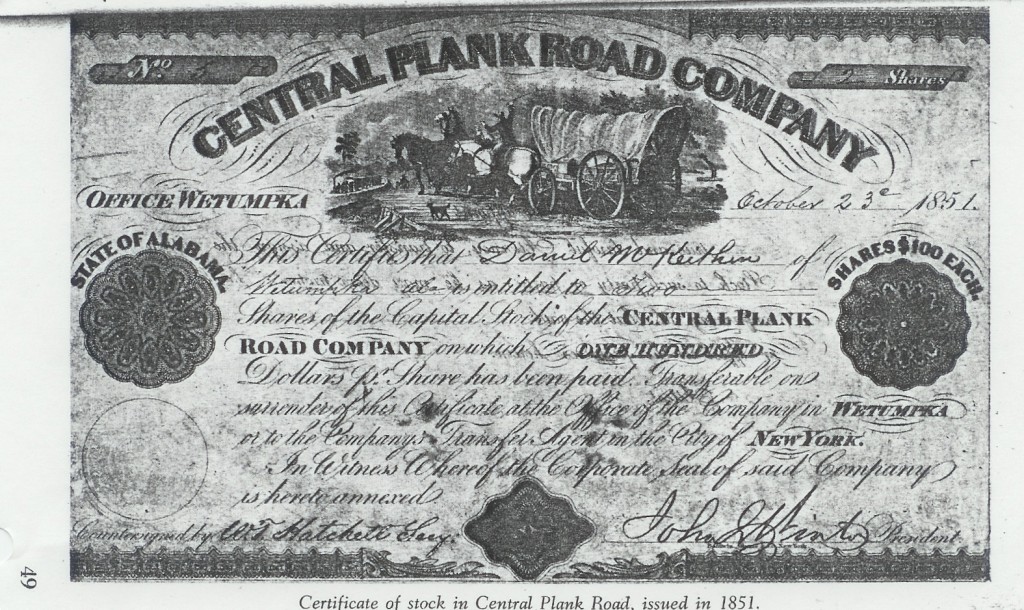 No 5
2 Shares
CENTRAL PLANK ROAD COMPANY
OFFICE WETUMPKA
October 23d 1851.
STATE OF ALABAMA
SHARES $100 EACH.
This Certifies that Daniel McKeithen of
Wetumpka is entitled to
Shares, of the Capital Stock of the CENTRAL PLANK
ROAD COMPANY on which ONE HUNDRED
Dollars pr. Share has been paid. Transferable on
surrender of this Certificate, at the Office of the Company in WETUMPKA
or to the Companys Transfer Agent in the City of NEW YORK.
In Witness Whereof the Corporate Seal of said Company
is hereto annexed
Countersigned by W.T. Hatchett Secy. John President
49
Certificate of stock in Central Plank Road, issued in 1851.